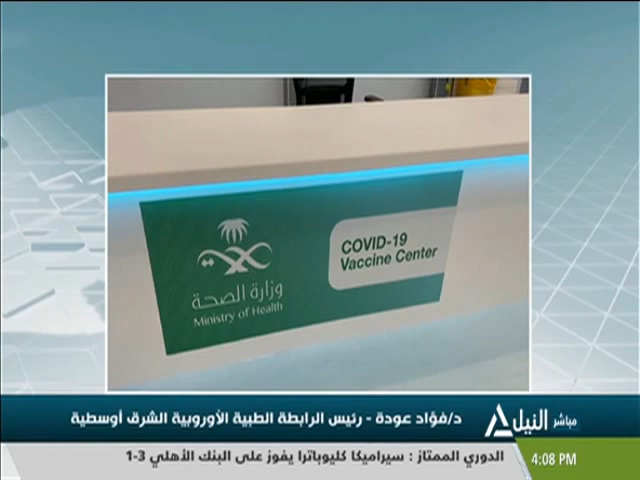 وزارة الصحة
Ministry of Health
COVID-19
Vaccine Center
د/فؤاد عودة - رئيس الرابطة الطبية الأوروبية الشرق أوسطية
النيل مباشر
الدوري الممتاز : سيراميكا كليوباترا يفوز على البنك الأهلي 3-1
4:08 PM